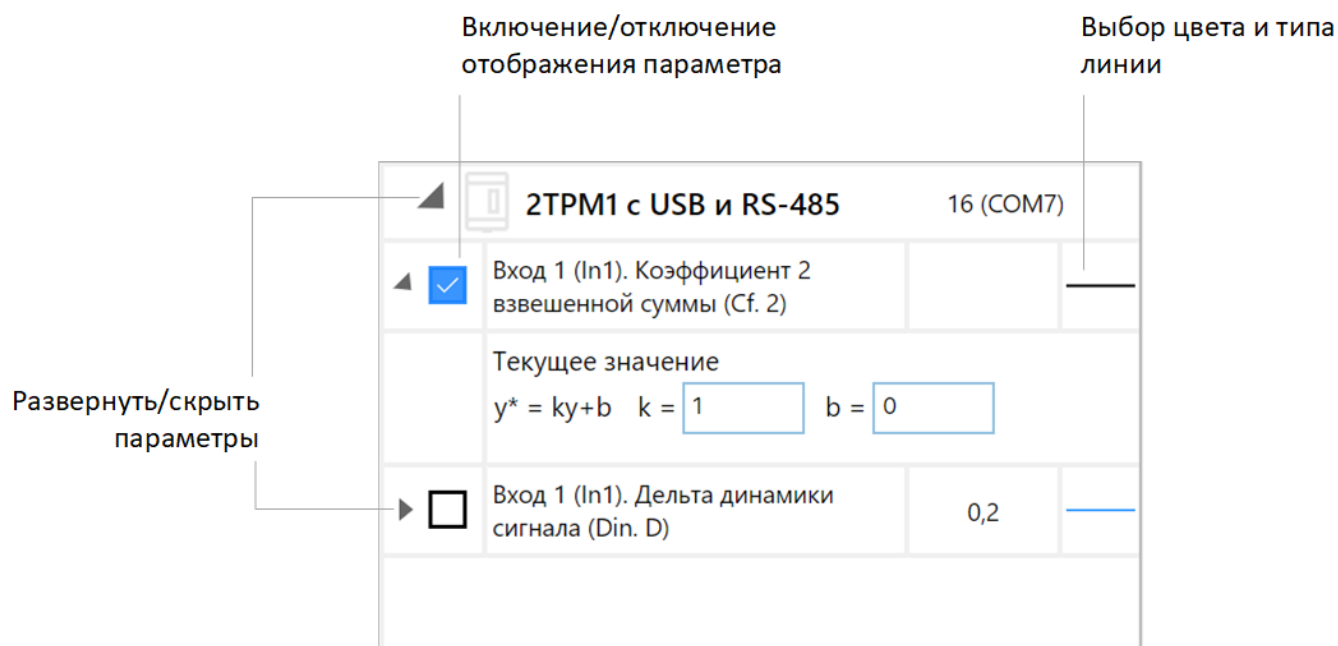 Включение/отключение
отображения параметра
Выбор цвета и типа
линии
2ТРМ1 с USB и RS-485
16 (COM7)
Вход 1 (In1). Коэффициент 2
взвешенной суммы (Cf. 2)
Текущее значение
y* = ky+b k = 1 b = 0
Развернуть/скрыть
параметры
Вход 1 (In1). Дельта динамики
сигнала (Din. D)
0,2